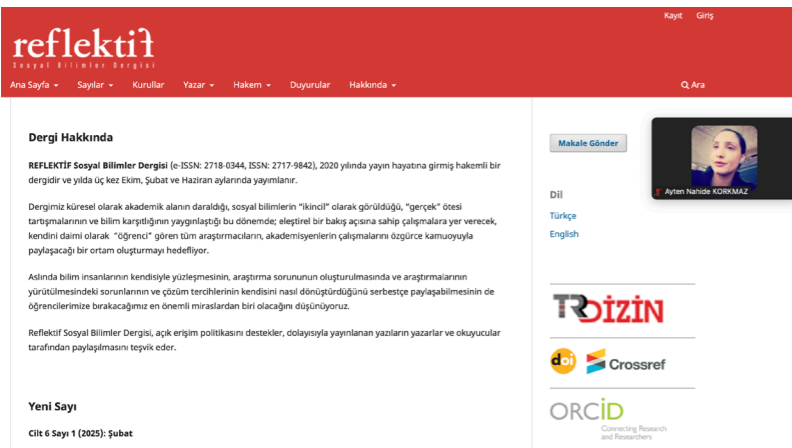 Kayıt Giriş
reflektif
Sosyal Bilimler Dergisi
Ana Sayfa Sayılar Kurullar Yazar Hakem Duyurular Hakkında Ara
Dergi Hakkında
REFLEKTİF Sosyal Bilimler Dergisi (e-ISSN: 2718-0344, ISSN: 2717-9842), 2020 yılında yayın hayatına girmiş hakemli bir
dergidir ve yılda üç kez Ekim, Şubat ve Haziran aylarında yayımlanır.
Dergimiz küresel olarak akademik alanın daraldığı, sosyal bilimlerin “ikincil” olarak görüldüğü, “gerçek” ötesi
tartışmalarının ve bilim karşıtlığının yaygınlaştığı bu dönemde; eleştirel bir bakış açısına sahip çalışmalara yer verecek,
kendini daimi olarak “öğrenci” gören tüm araştırmacıların, akademisyenlerin çalışmalarını özgürce kamuoyuyla
paylaşacağı bir ortam oluşturmayı hedefliyor.
Aslında bilim insanlarının kendisiyle yüzleşmesinin, araştırma sorununun oluşturulmasında ve araştırmalarının
yürütülmesindeki sorunlarının ve çözüm tercihlerinin kendisini nasıl dönüştürdüğünü serbestçe paylaşabilmesinin de
öğrencilerimize bırakacağımız en önemli miraslardan biri olacağını düşünüyoruz.
Reflektif Sosyal Bilimler Dergisi, açık erişim politikasını destekler, dolayısıyla yayınlanan yazıların yazarlar ve okuyucular
tarafından paylaşılmasını teşvik eder.
Yeni Sayı
Cilt 6 Sayı 1 (2025): Şubat
Makale Gönder
Ayten Nahide KORKMAZ
Dil
Türkçe
English
TRDİZİN
doi Crossref
ORCID
Connecting Research
and Researchers